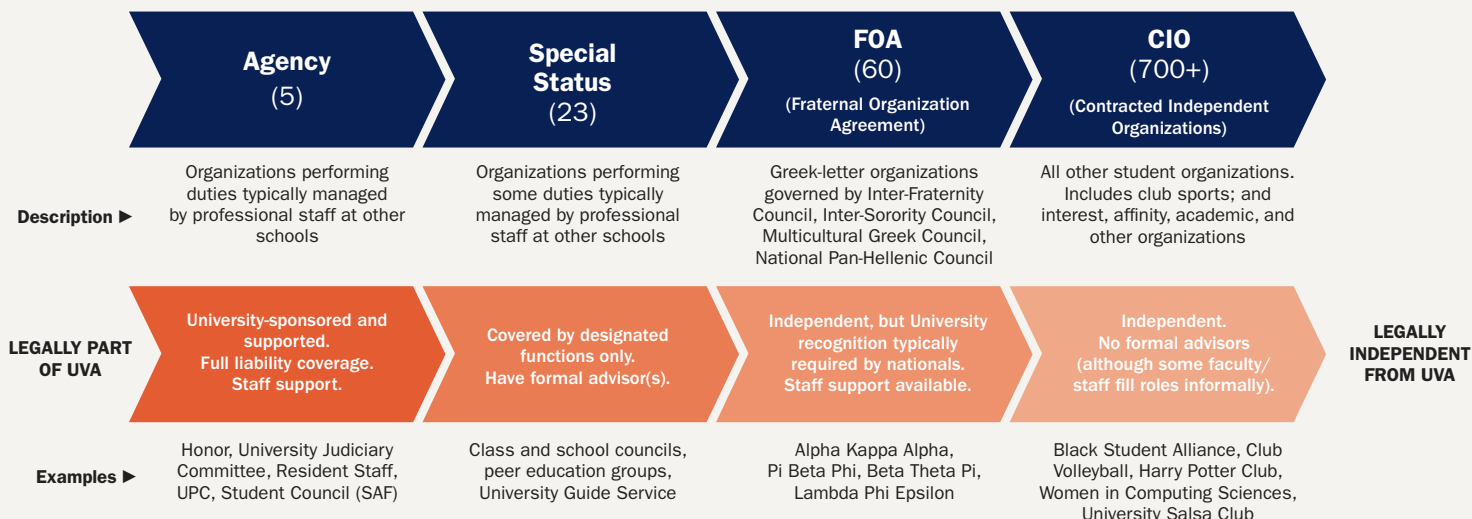 Agency
(5)
Special
Status
(23)
FOA
(60)
(Fraternal Organization
Agreement)
CIO
(700+)
(Contracted Independent
Organizations)
Description ►
Organizations performing
duties typically managed
by professional staff at other
schools
Organizations performing
some duties typically
managed by professional
staff at other schools
Greek-letter organizations
governed by Inter-Fraternity
Council, Inter-Sorority Council,
Multicultural Greek Council,
National Pan-Hellenic Council
All other student organizations.
Includes club sports; and
interest, affinity, academic, and
other organizations
LEGALLY PART
OF UVA
University-sponsored and
supported.
Full liability coverage.
Staff support.
Covered by designated
functions only.
Have formal advisor(s).
Independent, but University
recognition typically
required by nationals.
Staff support available.
Independent.
No formal advisors
(although some faculty/
staff fill roles informally).
LEGALLY
INDEPENDENT
FROM UVA
Examples ►
Honor, University Judiciary
Committee, Resident Staff,
UPC, Student Council (SAF)
Class and school councils,
peer education groups,
University Guide Service
Alpha Kappa Alpha,
Pi Beta Phi, Beta Theta Pi,
Lambda Phi Epsilon
Black Student Alliance, Club
Volleyball, Harry Potter Club,
Women in Computing Sciences,
University Salsa Club